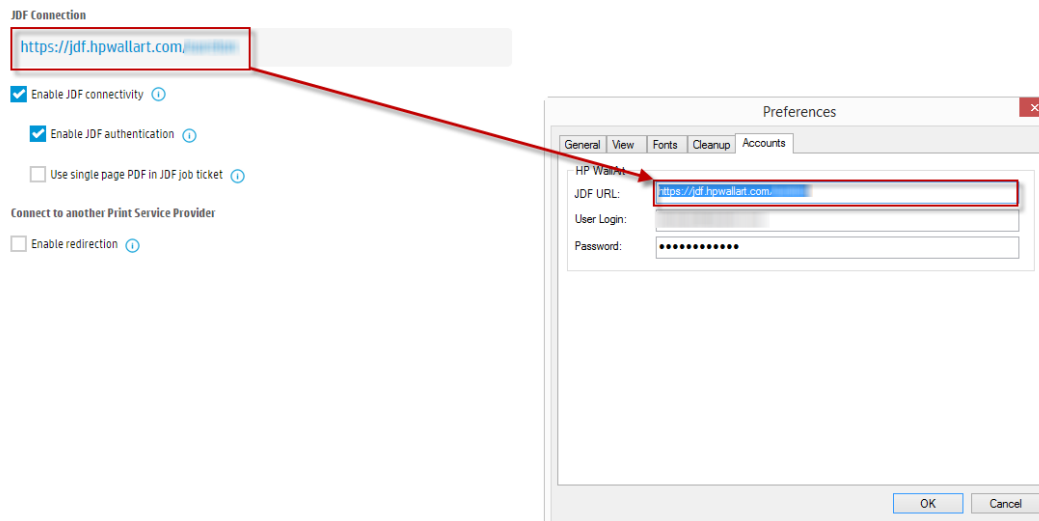 JDF Connection
https://jdf.hpwallart.com/
Enable JDF connectivity
Enable JDF authentication
Use single page PDF in JDF job ticket
Connect to another Print Service Provider
Enable redirection
Preferences
General View Fonts Cleanup Accounts
HP WallArt
JDF URL: https://jdf.hpwallart.com/
User Login:
Password: ••••••••••••
OK Cancel